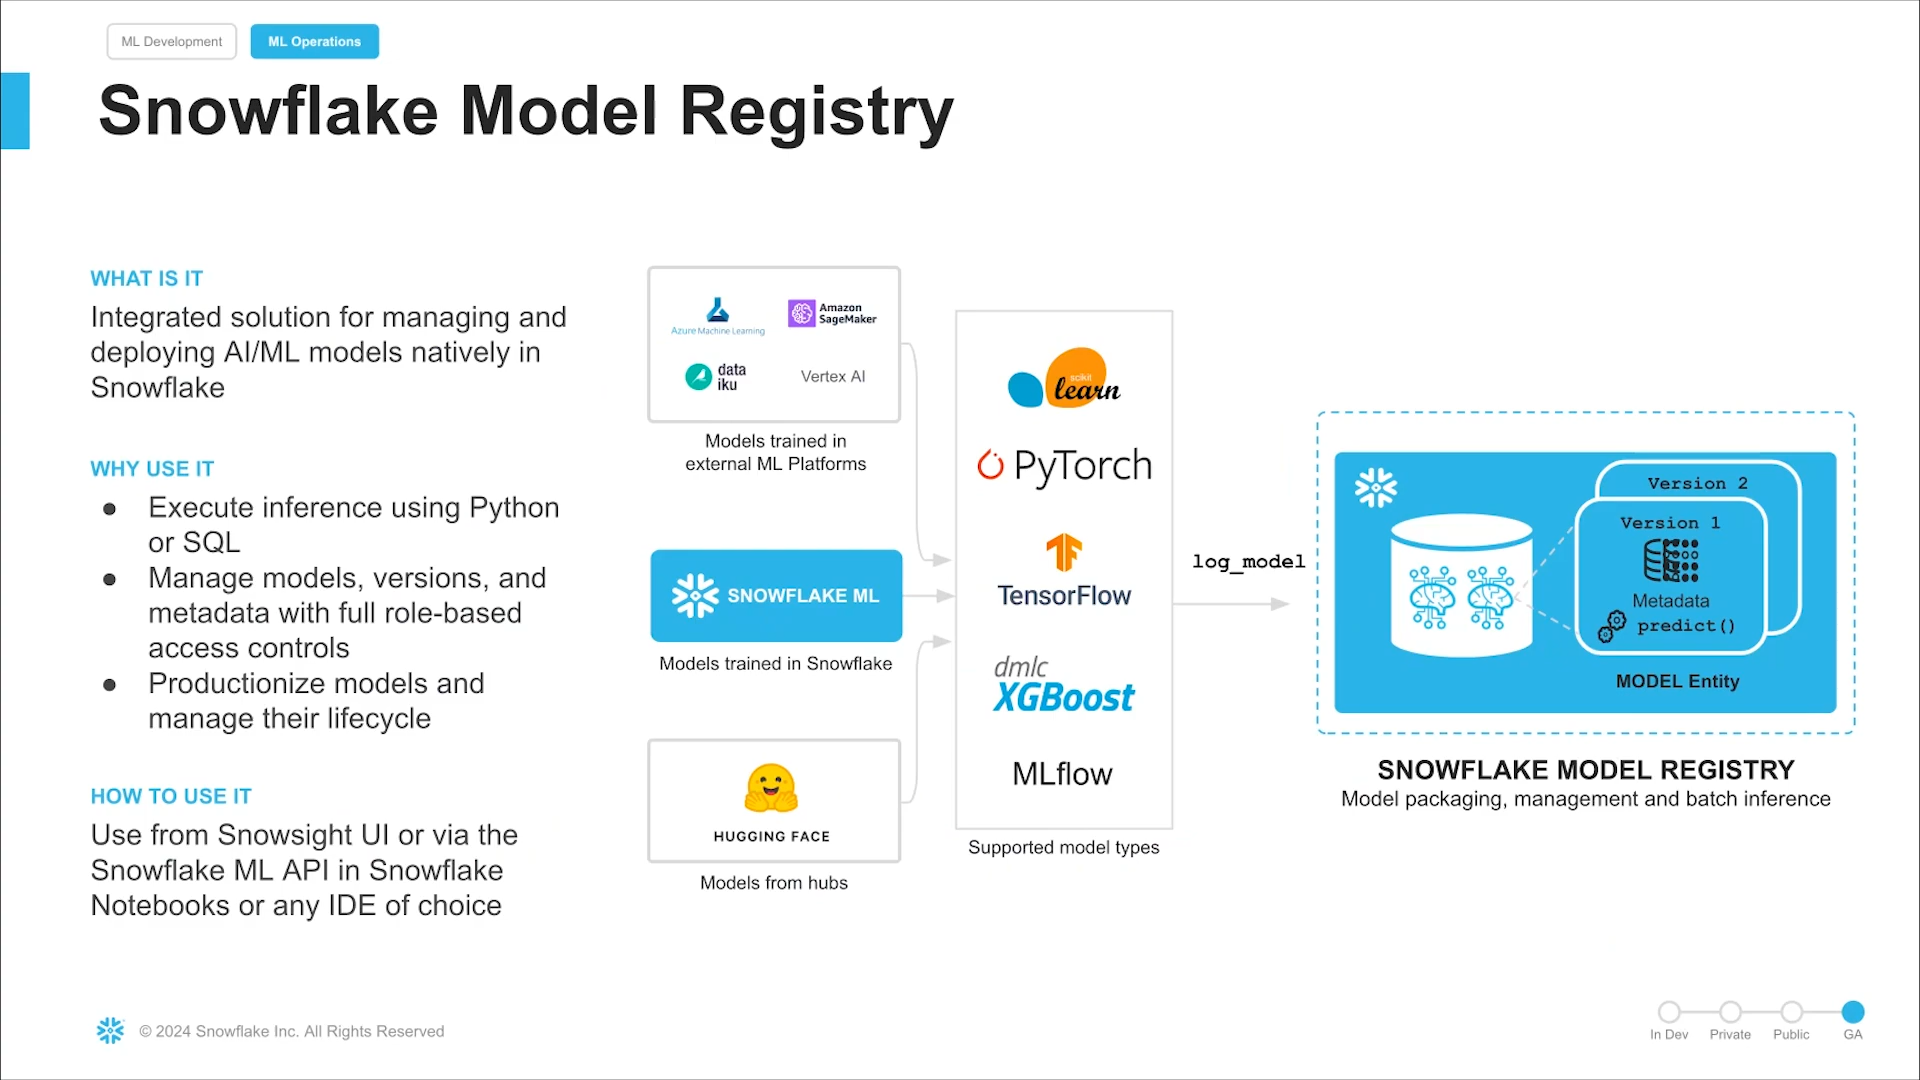 ML Development
ML Operations
Snowflake Model Registry
WHAT IS IT
Integrated solution for managing and
deploying AI/ML models natively in
Snowflake
WHY USE IT
● Execute inference using Python
or SQL
● Manage models, versions, and
metadata with full role-based
access controls
● Productionize models and
manage their lifecycle
HOW TO USE IT
Use from Snowsight UI or via the
Snowflake ML API in Snowflake
Notebooks or any IDE of choice
Azure Machine Learning
Amazon
SageMaker
data
iku
Vertex AI
Models trained in
external ML Platforms
SNOWFLAKE ML
Models trained in Snowflake
HUGGING FACE
Models from hubs
scikit
learn
PyTorch
TensorFlow
dmlc
XGBoost
MLflow
Supported model types
log_model
Version 2
Version 1
Metadata
predict()
MODEL Entity
SNOWFLAKE MODEL REGISTRY
Model packaging, management and batch inference
© 2024 Snowflake Inc. All Rights Reserved
In Dev
Private
Public
GA